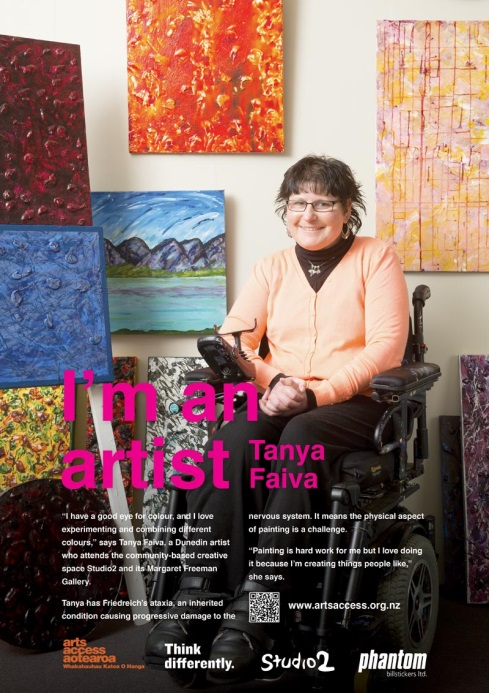 I'm an
artist
Tanya
Faiva
“I have a good eye for colour, and I love
experimenting and combining different
colours,” says Tanya Faiva, a Dunedin artist
who attends the community-based creative
space Studio2 and its Margaret Freeman
Gallery.
Tanya has Friedreich's ataxia, an inherited
condition causing progressive damage to the
nervous system. It means the physical aspect
of painting is a challenge.
“Painting is hard work for me but I love doing
it because I'm creating things people like,”
she says.
www.artsaccess.org.nz
arts
access
aotearoa
Whakahauhau Katoa O Hanga
Think
differently.
Studio2
phantom
billstickers ltd.